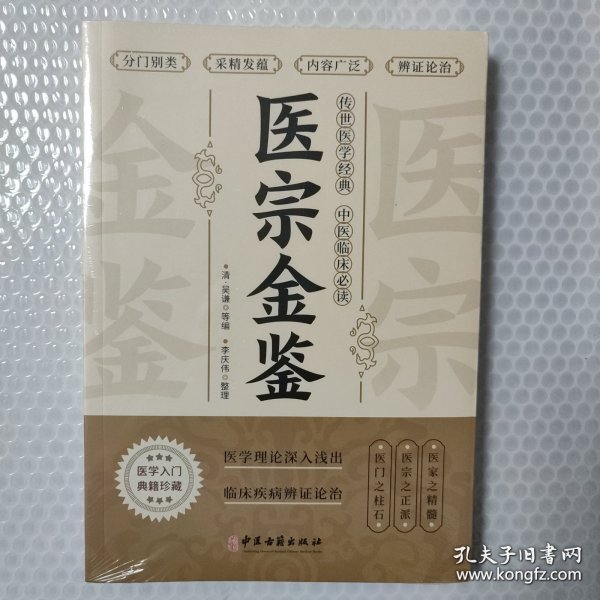 分门别类 采精发蕴 内容广泛 辨证论治
医宗金鉴
传世医学经典 中医临床必读
清·吴谦◎等编 李庆伟◎整理
医宗
金鉴
医学入门
典籍珍藏
医学理论深入浅出
临床疾病辨证论治
医家之精髓
医宗之正派
医门之柱石
中医古籍出版社
孔夫子旧书网
www.kongfz.com